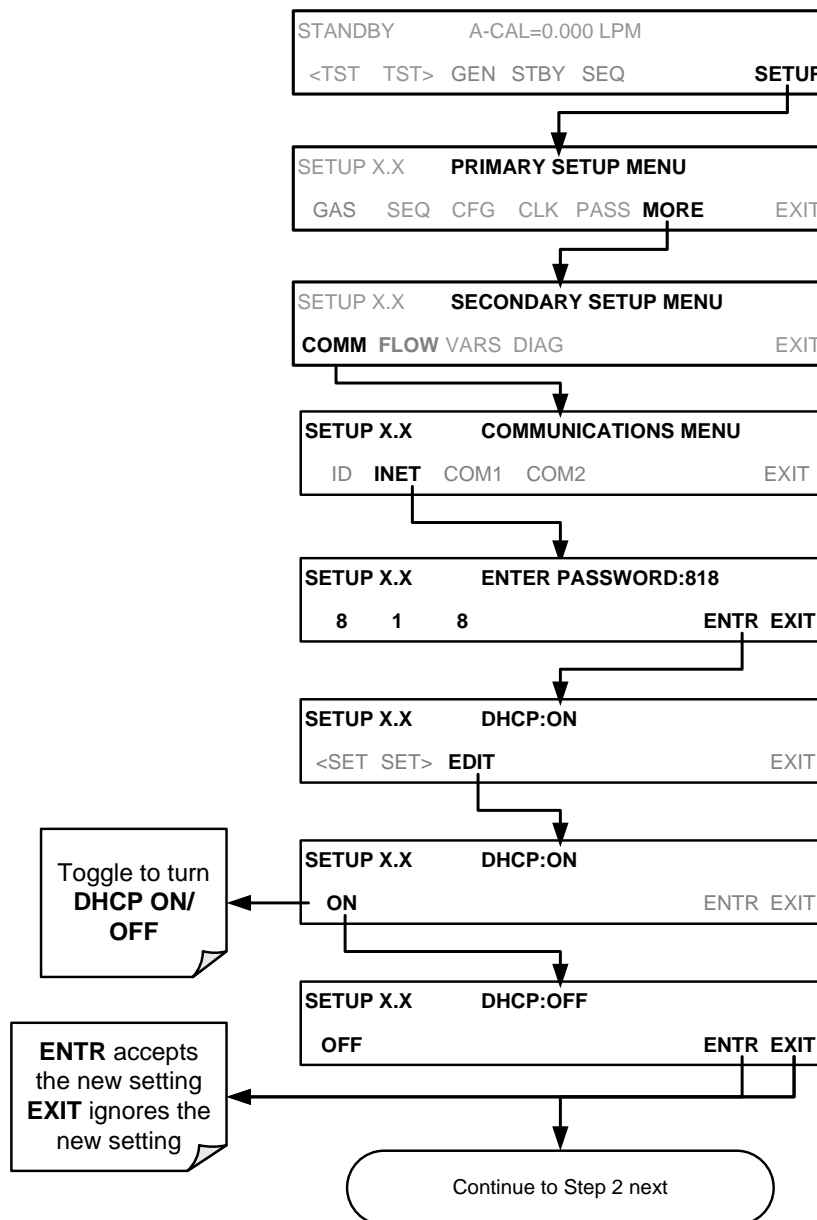 STANDBY A-CAL=0.000 LPM
<TST TST> GEN STBY SEQ SETUP
SETUP X.X PRIMARY SETUP MENU
GAS SEQ CFG CLK PASS MORE EXIT
SETUP X.X SECONDARY SETUP MENU
COMM FLOW VARS DIAG EXIT
SETUP X.X COMMUNICATIONS MENU
ID INET COM1 COM2 EXIT
SETUP X.X ENTER PASSWORD:818
8 1 8 ENTR EXIT
SETUP X.X DHCP:ON
<SET SET> EDIT EXIT
Toggle to turn
DHCP ON/
OFF
SETUP X.X DHCP:ON
ON ENTR EXIT
SETUP X.X DHCP:OFF
OFF ENTR EXIT
ENTR accepts
the new setting
EXIT ignores the
new setting
Continue to Step 2 next